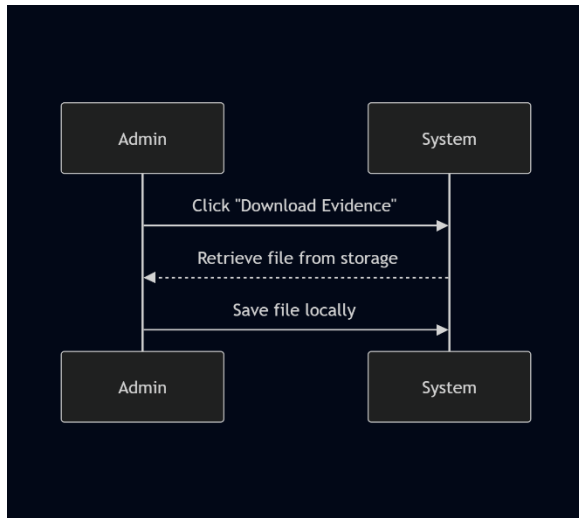 Admin
System
Click "Download Evidence"
Retrieve file from storage
Save file locally
Admin
System